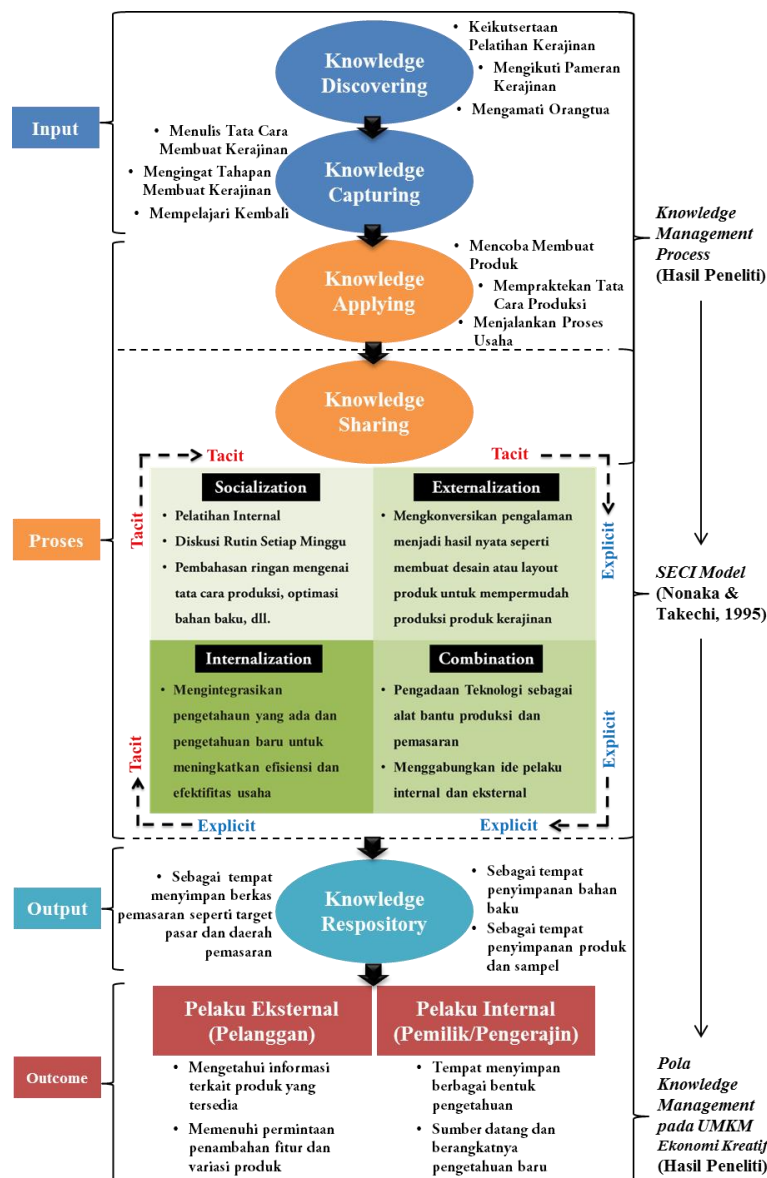 Knowledge
Discovering
• Keikutsertaan
Pelatihan Kerajinan
• Mengikuti Pameran
Kerajinan
• Mengamati Orangtua
Input
• Menulis Tata Cara
Membuat Kerajinan
• Mengingat Tahapan
Membuat Kerajinan
• Mempelajari Kembali
Knowledge
Capturing
Knowledge
Applying
• Mencoba Membuat
Produk
• Mempraktekan Tata
Cara Produksi
• Menjalankan Proses
Usaha
Knowledge
Management
Process
(Hasil Peneliti)
Knowledge
Sharing
Proses
Tacit
Tacit
Tacit
Explicit
Socialization
• Pelatihan Internal
• Diskusi Rutin Setiap Minggu
• Pembahasan ringan mengenai
tata cara produksi, optimasi
bahan baku, dll.
Externalization
• Mengkonversikan pengalaman
menjadi hasil nyata seperti
membuat desain atau layout
produk untuk mempermudah
produksi produk kerajinan
Internalization
• Mengintegrasikan
pengetahaun yang ada dan
pengetahuan baru untuk
meningkatkan efisiensi dan
efektifitas usaha
Combination
• Pengadaan Teknologi sebagai
alat bantu produksi dan
pemasaran
• Menggabungkan ide pelaku
internal dan eksternal
Tacit
Explicit
Explicit
Explicit
SECI Model
(Nonaka &
Takechi, 1995)
Output
• Sebagai tempat
menyimpan berkas
pemasaran seperti target
pasar dan daerah
pemasaran
Knowledge
Respository
• Sebagai tempat
penyimpanan bahan
baku
• Sebagai tempat
penyimpanan produk
dan sampel
Outcome
Pelaku Eksternal
(Pelanggan)
• Mengetahui informasi
terkait produk yang
tersedia
• Memenuhi permintaan
penambahan fitur dan
variasi produk
Pelaku Internal
(Pemilik/Pengerajin)
• Tempat menyimpan
berbagai bentuk
pengetahuan
• Sumber datang dan
berangkatnya
pengetahuan baru
Pola
Knowledge
Management
pada UMKM
Ekonomi Kreatif
(Hasil Peneliti)